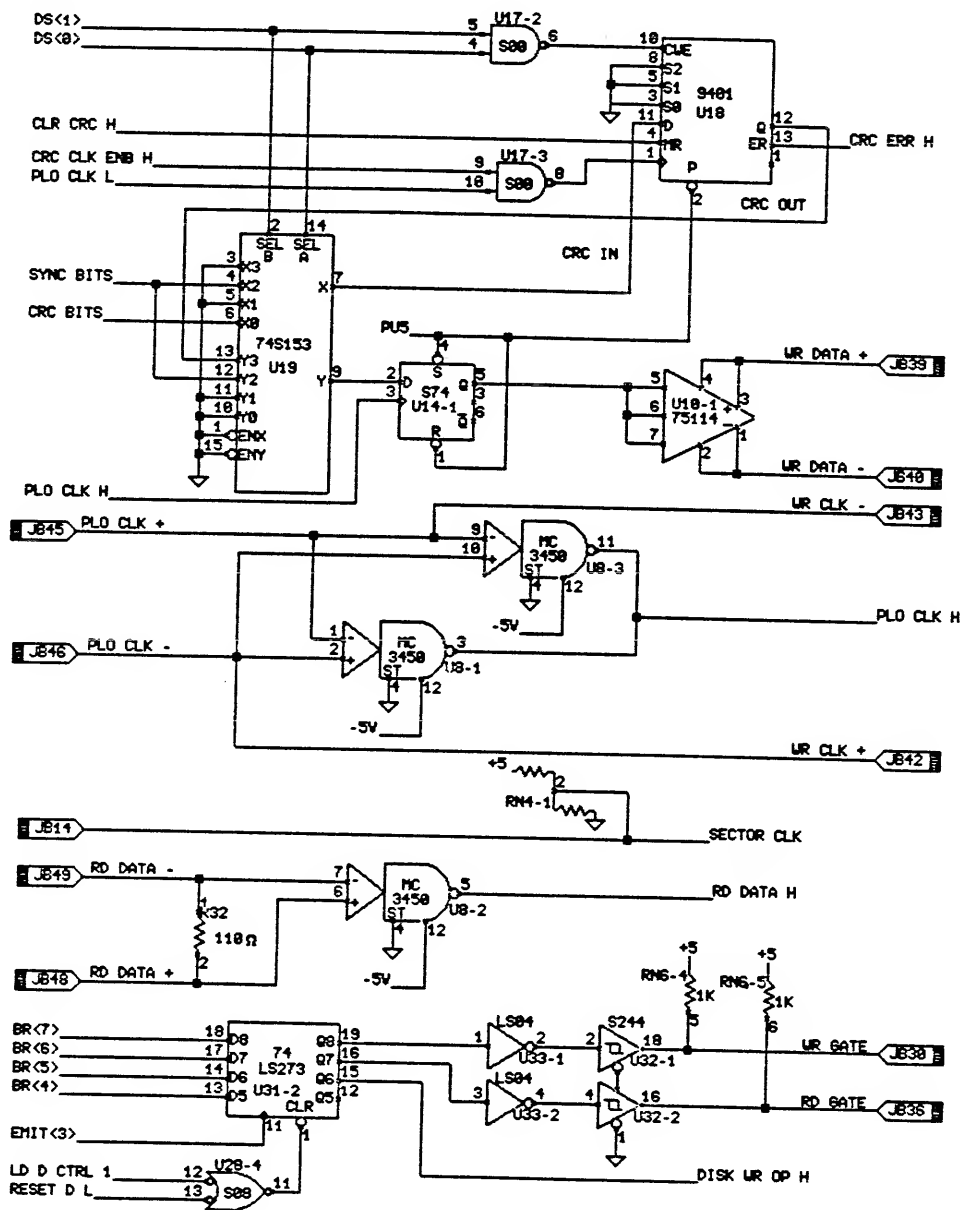 DS<1>
DS<0>
5
4
U17-2
S00
6
10
8
5
3
11
4
1
CWE
S2
S1
S0
D
MR
9401
U18
P
2
Q
ER
12
13
1
CRC ERR H
CLR CRC H
CRC CLK ENB H
PLO CLK L
9
10
U17-3
S00
8
CRC OUT
CRC IN
2
14
SEL
B
SEL
A
SYNC BITS
CRC BITS
3
4
5
6
13
12
11
10
1
15
X3
X2
X1
X0
Y3
Y2
Y1
Y0
ENX
ENY
74S153
U19
X
7
Y
9
PU5
4
S
2
3
D
S74
U14-1
Q
5
3
Q
6
R
1
5
6
7
U10-1
75114
4
3
+
-
1
2
WR DATA +
JB39
WR DATA -
JB40
PLO CLK H
JB45
PLO CLK +
WR CLK -
JB43
9
10
-
+
MC
3450
ST
4
12
11
U8-3
-5V
PLO CLK H
JB46
PLO CLK -
1
2
-
+
MC
3450
ST
4
12
3
U8-1
-5V
WR CLK +
JB42
+5
2
RN4-1
JB14
SECTOR CLK
JB49
RD DATA -
7
6
-
+
MC
3450
ST
4
12
5
U8-2
-5V
RD DATA H
1
110Ω
2
JB48
RD DATA +
+5
RN6-4
1K
5
+5
RN6-5
1K
6
BR<7>
BR<6>
BR<5>
BR<4>
18
17
14
13
D8
D7
D6
D5
74
LS273
U31-2
CLR
Q8
Q7
Q6
Q5
19
16
15
12
11
1
1
LS04
2
U33-1
3
LS04
4
U33-2
2
S244
18
U32-1
4
16
U32-2
1
WR GATE
JB30
RD GATE
JB36
EMIT<3>
LD D CTRL 1
RESET D L
12
13
U28-4
S08
11
DISK WR OP H